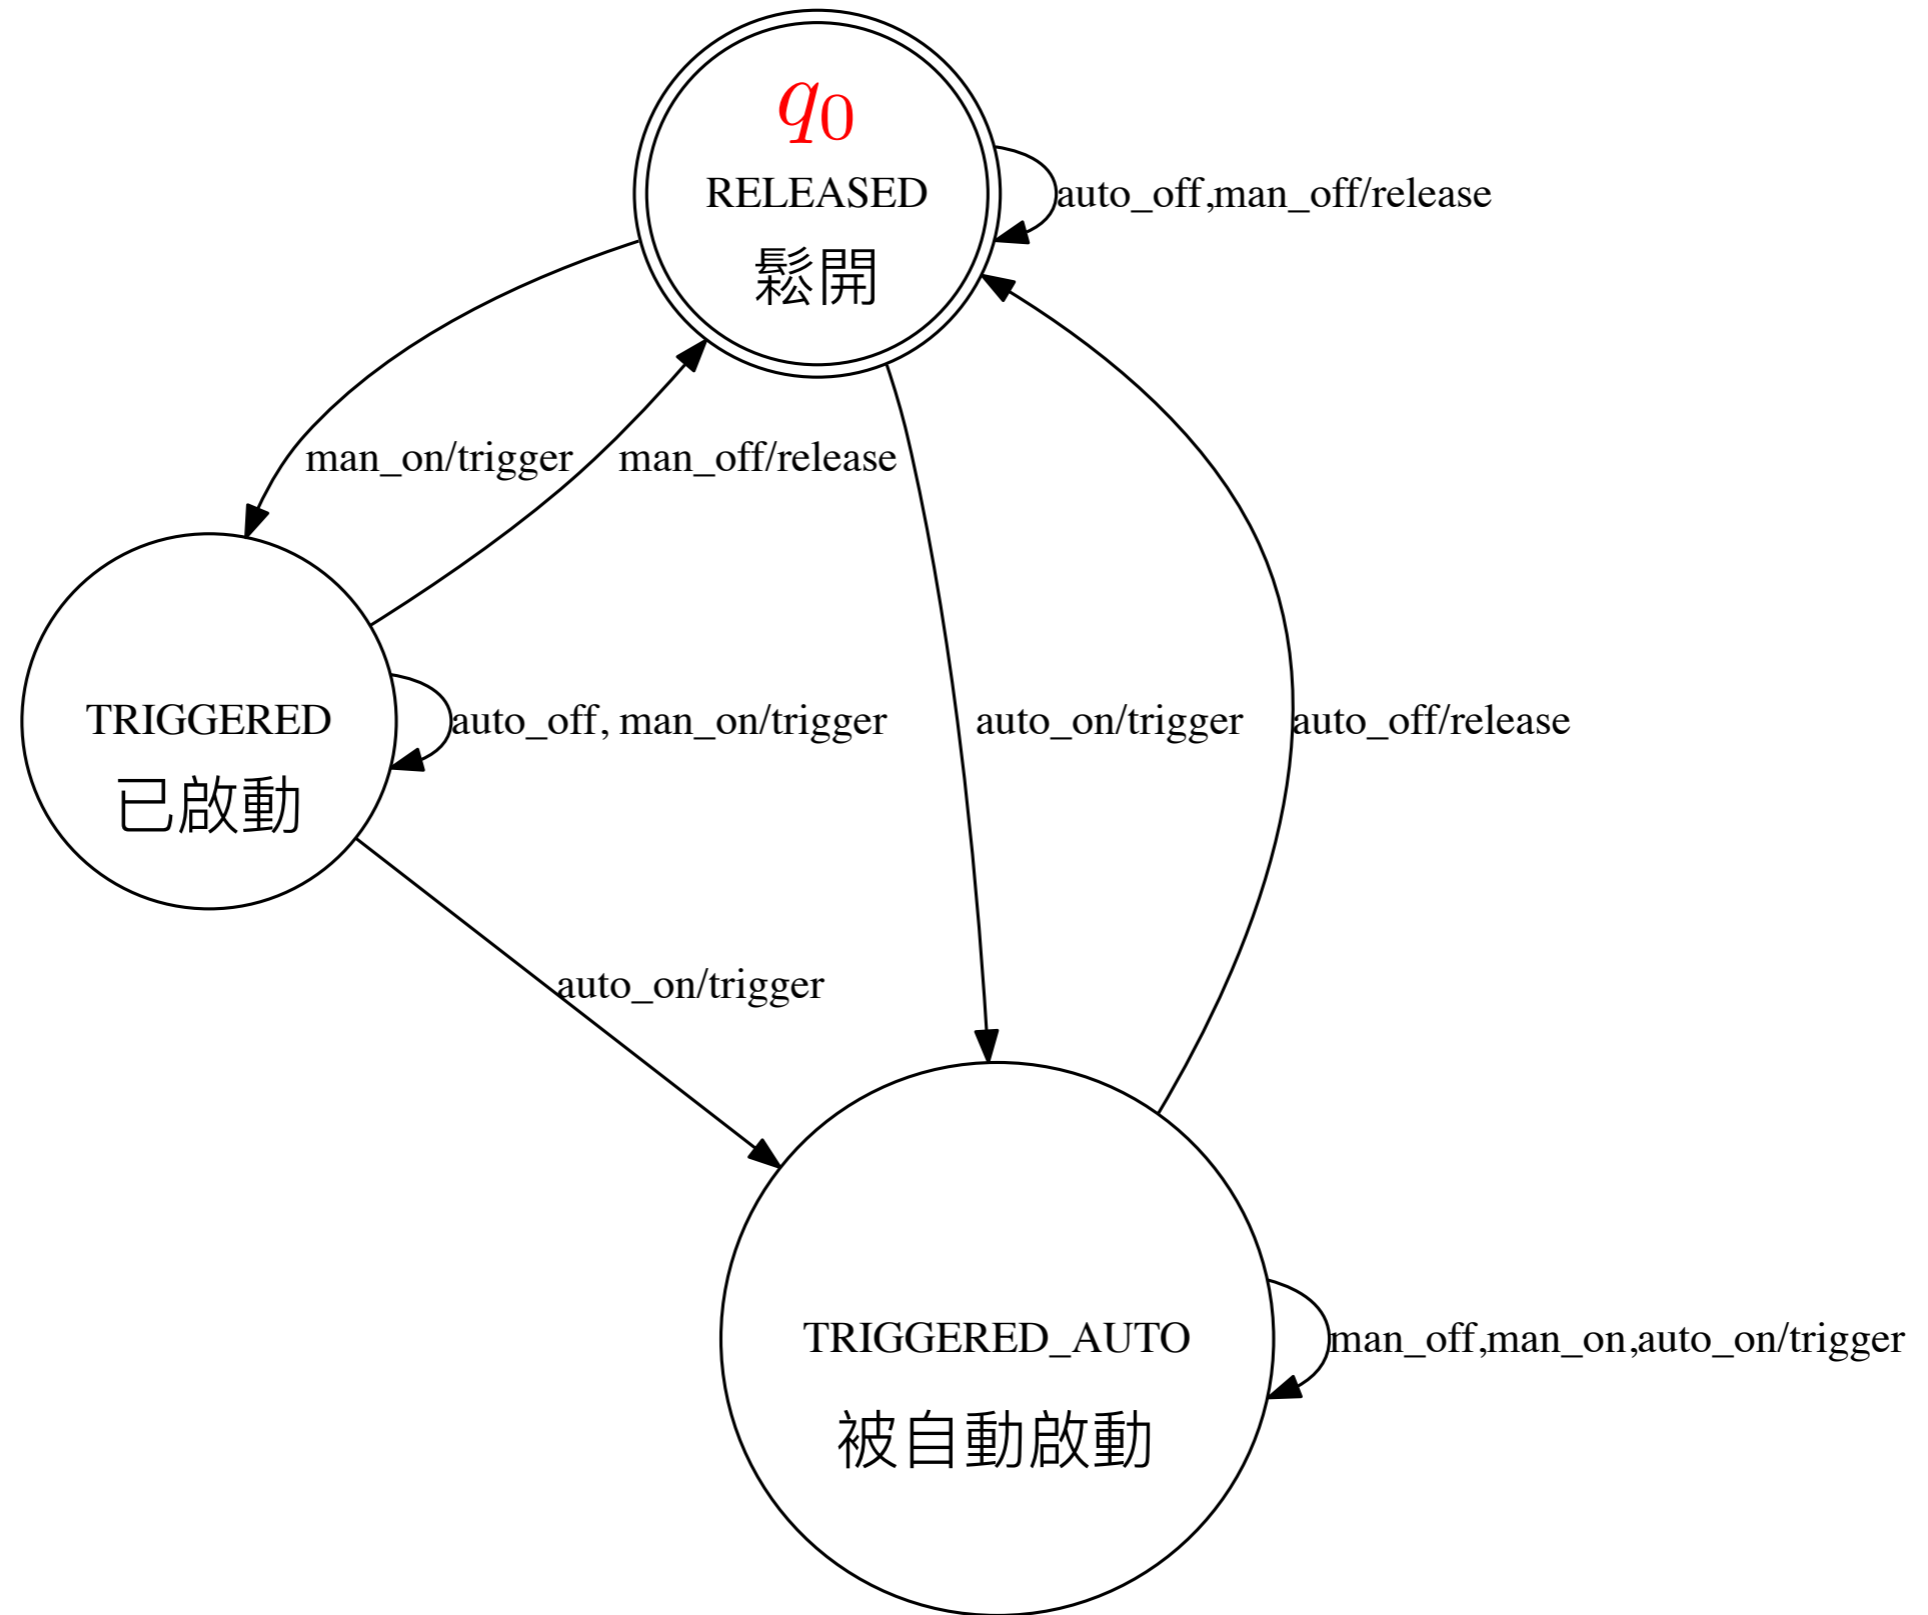 q0
RELEASED
鬆開
auto_off,man_off/release
man_on/trigger
man_off/release
TRIGGERED
已啟動
auto_off, man_on/trigger
auto_on/trigger
auto_off/release
auto_on/trigger
TRIGGERED_AUTO
被自動啟動
man_off,man_on,auto_on/trigger